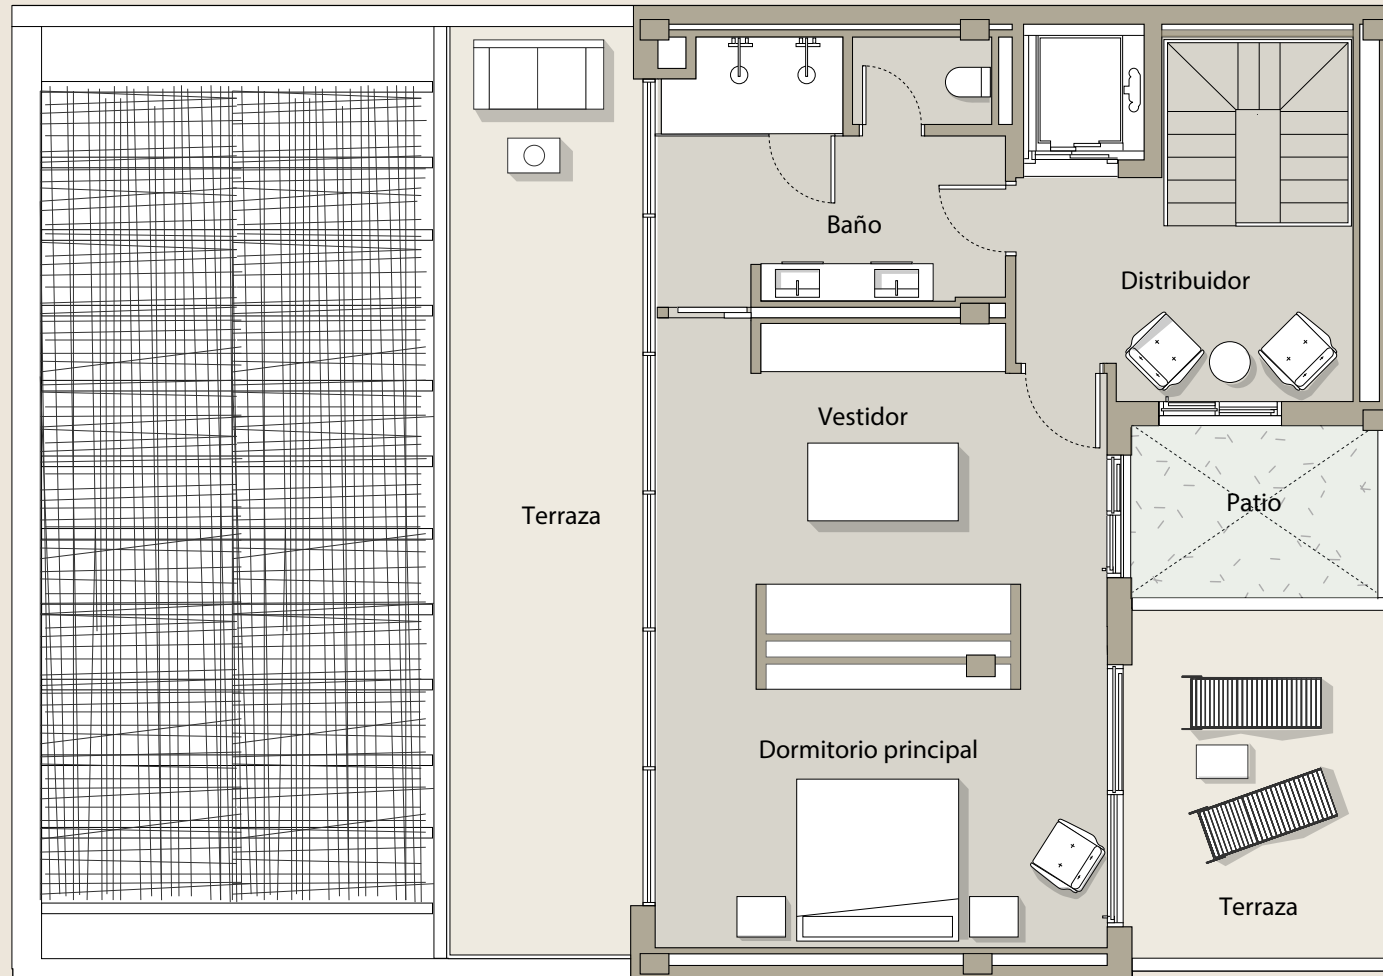 Baño
Distribuidor
Vestidor
Patio
Terraza
Dormitorio principal
Terraza